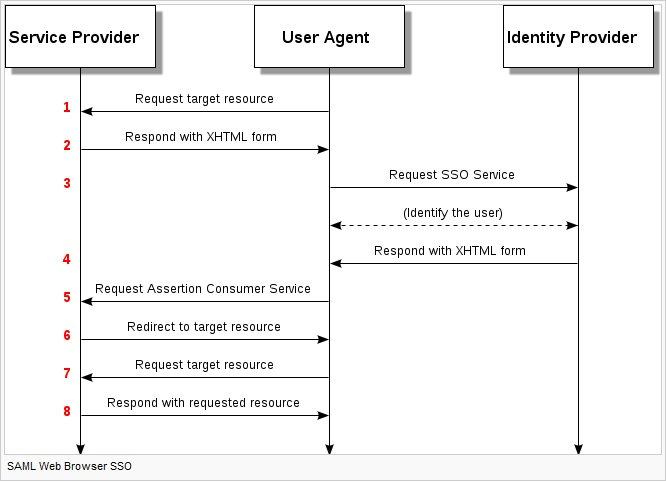 Service Provider
User Agent
Identity Provider
1 Request target resource
2 Respond with XHTML form
3 Request SSO Service
(Identify the user)
4 Respond with XHTML form
5 Request Assertion Consumer Service
6 Redirect to target resource
7 Request target resource
8 Respond with requested resource
SAML Web Browser SSO